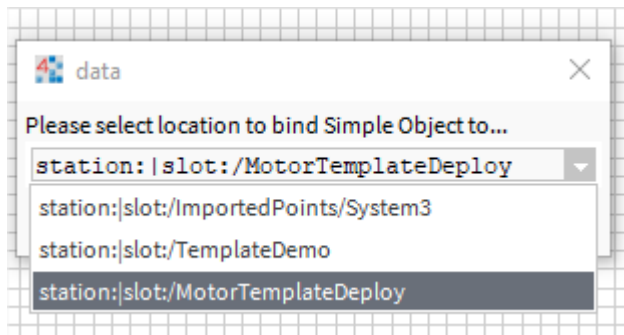 data
Please select location to bind Simple Object to...
station:|slot:/MotorTemplateDeploy
station:|slot:/ImportedPoints/System3
station:|slot:/TemplateDemo
station:|slot:/MotorTemplateDeploy